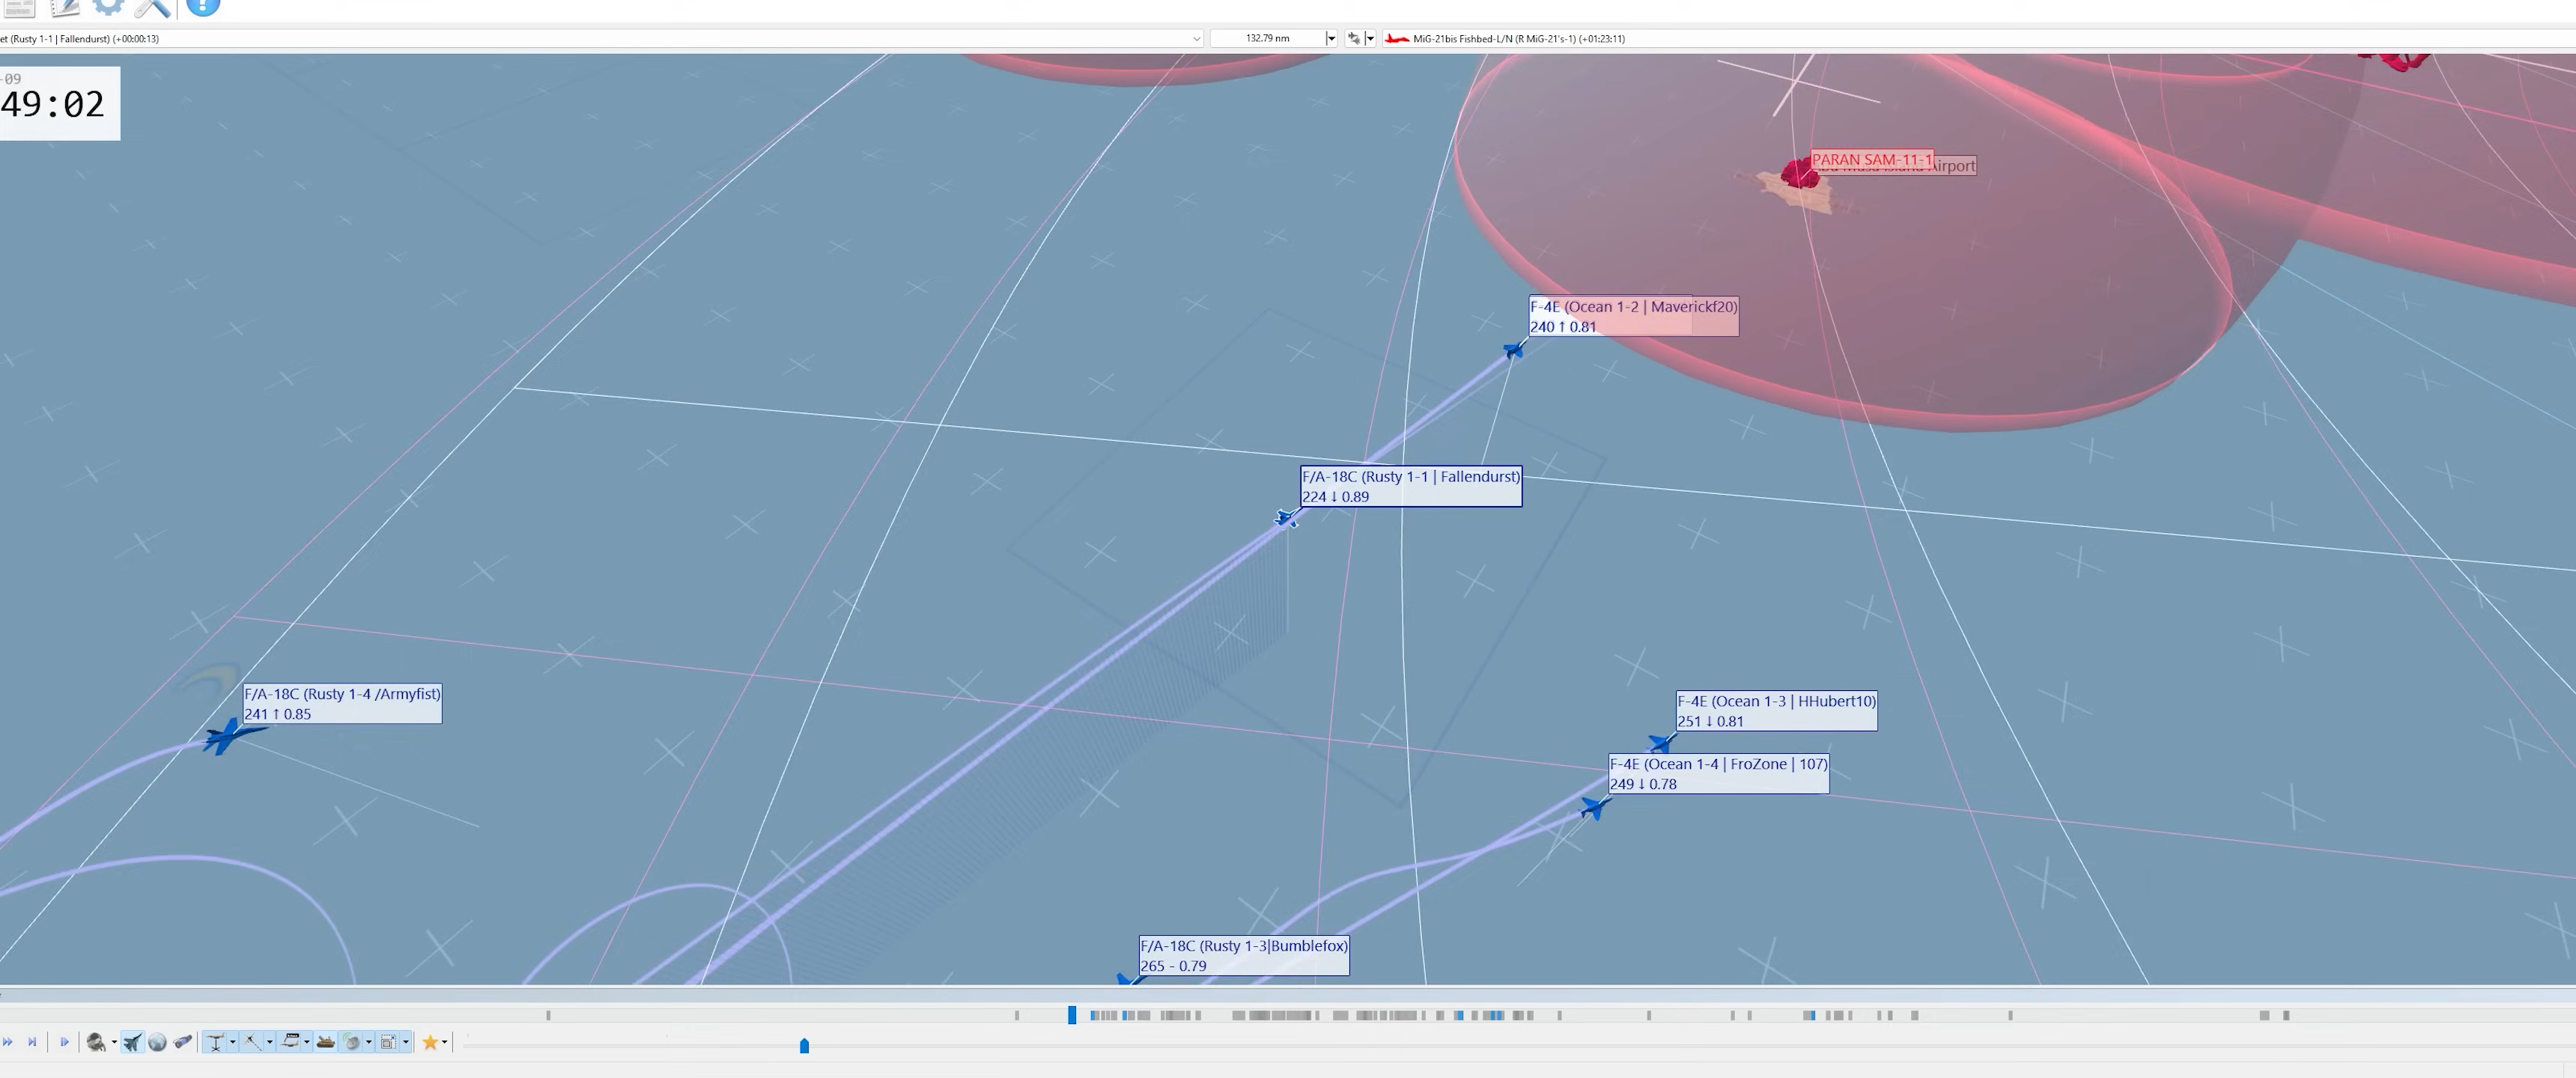 et (Rusty 1-1 | Fallendurst) (+00:00:13)
132.79 nm
MiG-21bis Fishbed-L/N (R MiG-21's-1) (+01:23:11)
-09
49:02
PARAN SAM-11-1
Airport
F-4E (Ocean 1-2 | Maverickf20)
240 ↑ 0.81
F/A-18C (Rusty 1-1 | Fallendurst)
224 ↓ 0.89
F/A-18C (Rusty 1-4 /Armyfist)
241 ↑ 0.85
F-4E (Ocean 1-3 | HHubert10)
251 ↓ 0.81
F-4E (Ocean 1-4 | FroZone | 107)
249 ↓ 0.78
F/A-18C (Rusty 1-3|Bumblefox)
265 - 0.79